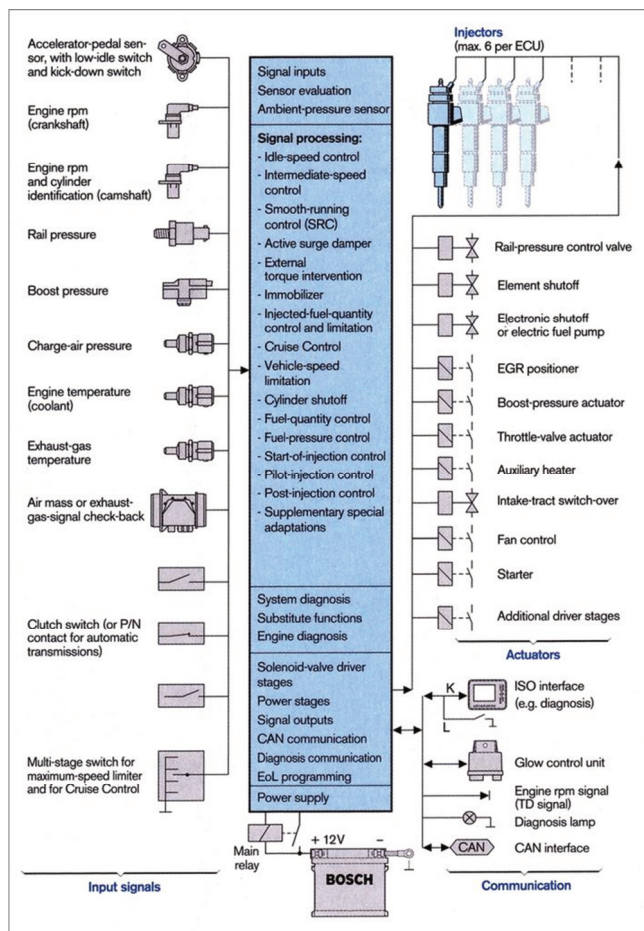 Accelerator-pedal sen-
sor, with low-idle switch
and kick-down switch
Engine rpm
(crankshaft)
Engine rpm
and cylinder
identification (camshaft)
Rail pressure
Boost pressure
Charge-air pressure
Engine temperature
(coolant)
Exhaust-gas
temperature
Air mass or exhaust-
gas-signal check-back
Clutch switch (or P/N
contact for automatic
transmissions)
Multi-stage switch for
maximum-speed limiter
and for Cruise Control
Input signals
Signal inputs
Sensor evaluation
Ambient-pressure sensor
Signal processing:
- Idle-speed control
- Intermediate-speed
control
- Smooth-running
control (SRC)
- Active surge damper
- External
torque intervention
- Immobilizer
- Injected-fuel-quantity
control and limitation
- Cruise Control
- Vehicle-speed
limitation
- Cylinder shutoff
- Fuel-quantity control
- Fuel-pressure control
- Start-of-injection control
- Pilot-injection control
- Post-injection control
- Supplementary special
adaptations
System diagnosis
Substitute functions
Engine diagnosis
Solenoid-valve driver
stages
Power stages
Signal outputs
CAN communication
Diagnosis communication
EoL programming
Power supply
Main
relay
+ 12V −
BOSCH
Injectors
(max. 6 per ECU)
Rail-pressure control valve
Element shutoff
Electronic shutoff
or electric fuel pump
EGR positioner
Boost-pressure actuator
Throttle-valve actuator
Auxiliary heater
Intake-tract switch-over
Fan control
Starter
Additional driver stages
Actuators
K
L
ISO interface
(e.g. diagnosis)
Glow control unit
Engine rpm signal
(TD signal)
Diagnosis lamp
CAN
CAN interface
Communication